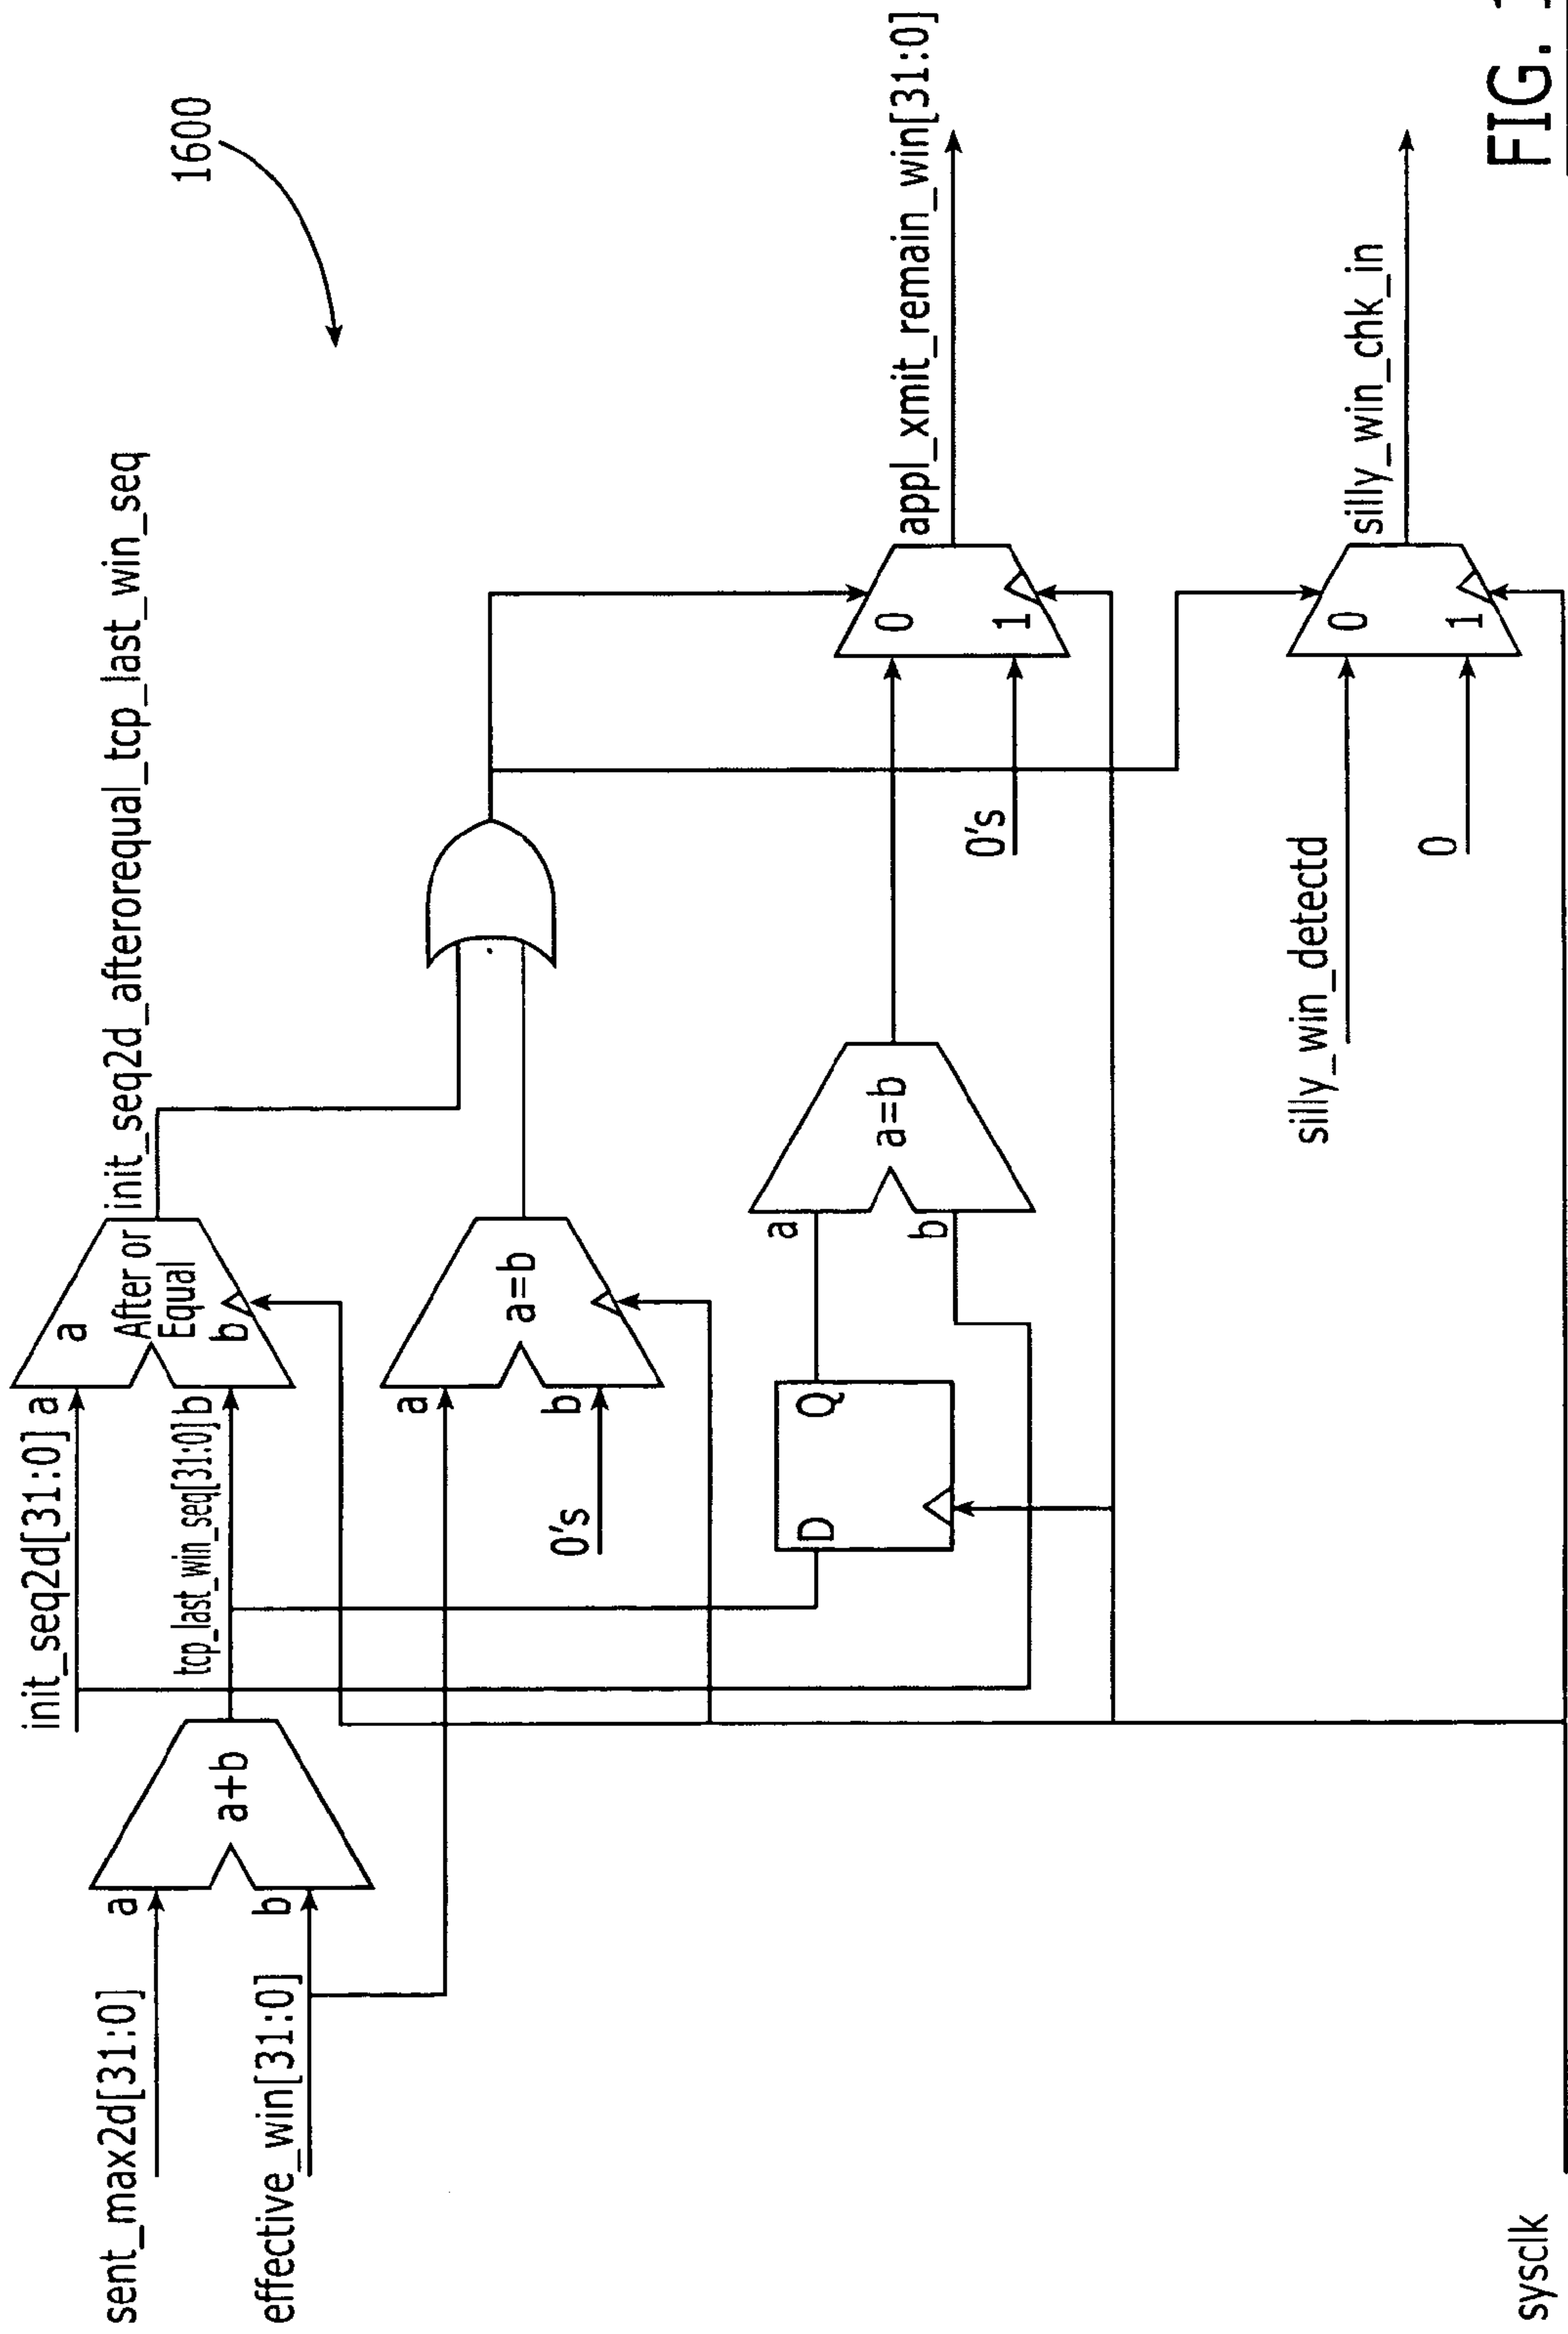 1600
sent_max2d[31:0]
a
effective_win[31:0]
b
a+b
init_seq2d[31:0]
a
tcp_last_win_seq[31:0]
b
a
After or
Equal
b
init_seq2d_afterorequal_tcp_last_win_seq
a
b
0's
a=b
D
Q
a
b
a=b
0's
0
1
appl_xmit_remain_win[31:0]
silly_win_detectd
0
0
1
silly_win_chk_in
sysclk
FIG.